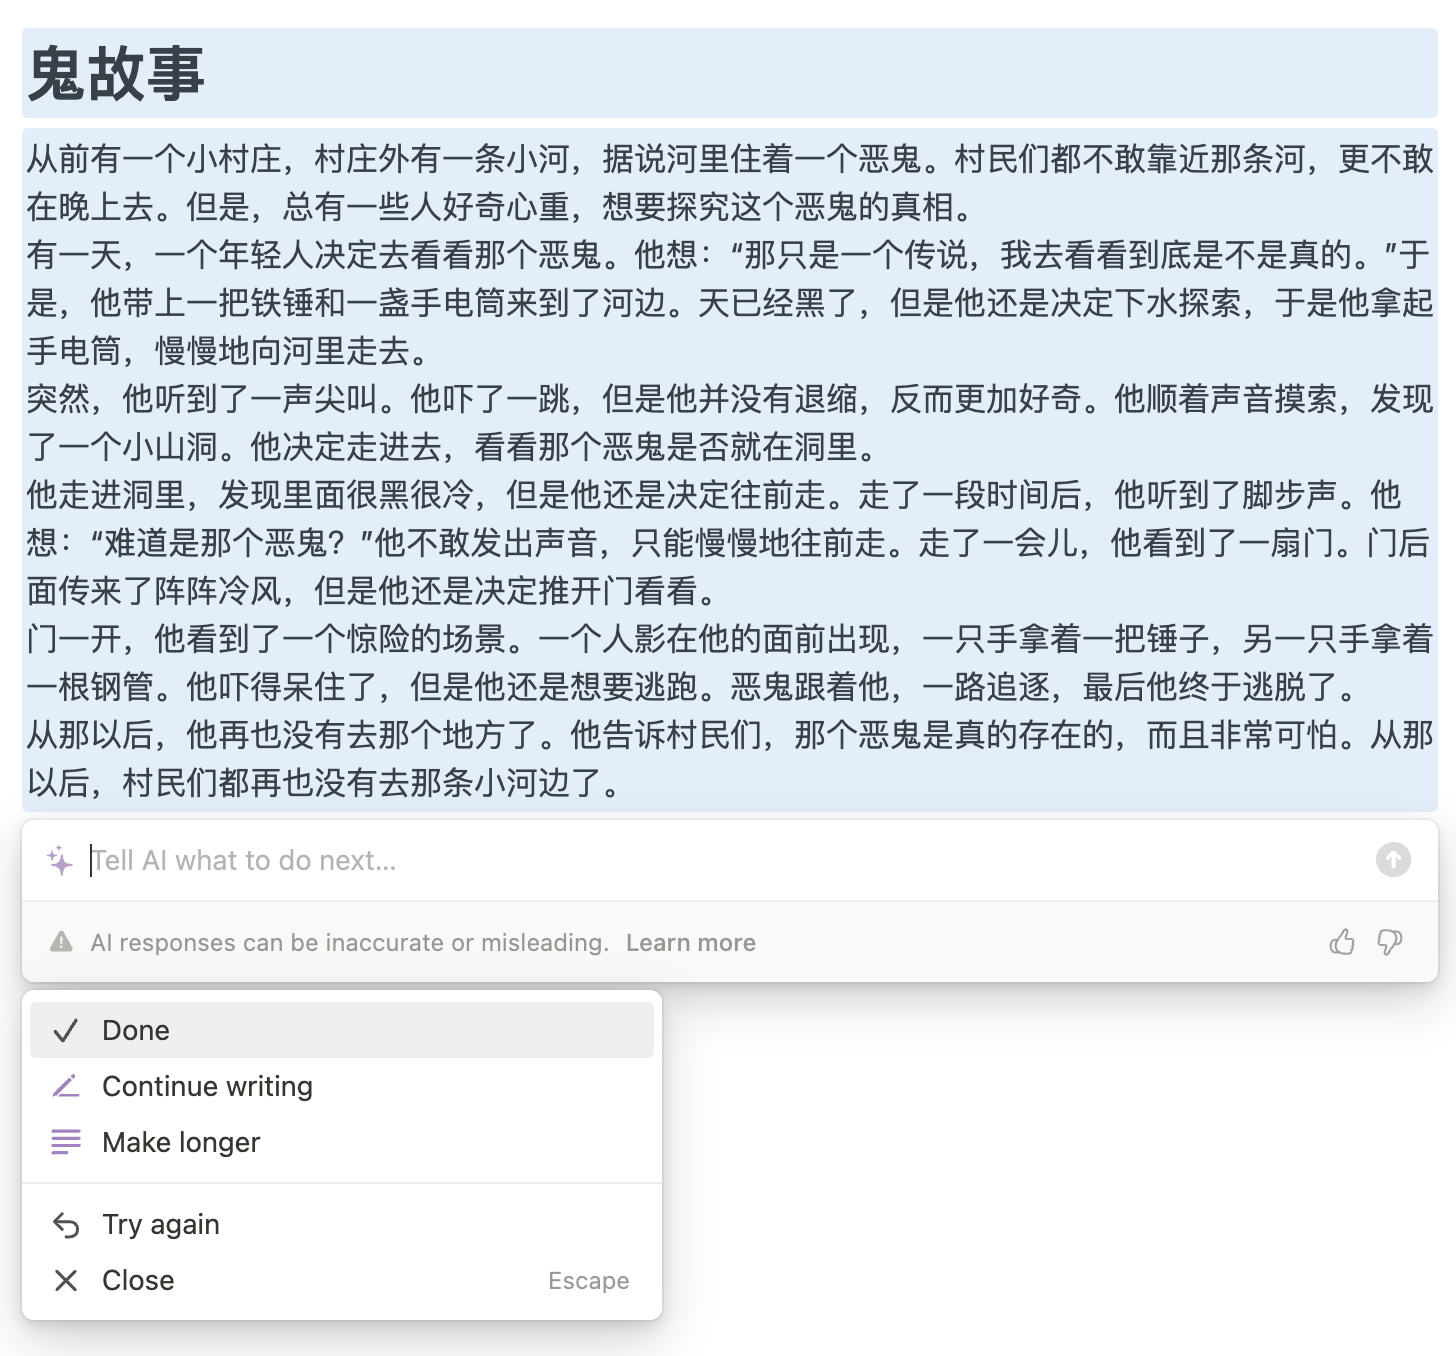 鬼故事
从前有一个小村庄，村庄外有一条小河，据说河里住着一个恶鬼。村民们都不敢靠近那条河，更不敢
在晚上去。但是，总有一些人好奇心重，想要探究这个恶鬼的真相。
有一天，一个年轻人决定去看看那个恶鬼。他想：“那只是一个传说，我去看看到底是不是真的。”于
是，他带上一把铁锤和一盏手电筒来到了河边。天已经黑了，但是他还是决定下水探索，于是他拿起
手电筒，慢慢地向河里走去。
突然，他听到了一声尖叫。他吓了一跳，但是他并没有退缩，反而更加好奇。他顺着声音摸索，发现
了一个小山洞。他决定走进去，看看那个恶鬼是否就在洞里。
他走进洞里，发现里面很黑很冷，但是他还是决定往前走。走了一段时间后，他听到了脚步声。他
想：“难道是那个恶鬼？”他不敢发出声音，只能慢慢地往前走。走了一会儿，他看到了一扇门。门后
面传来了阵阵冷风，但是他还是决定推开门看看。
门一开，他看到了一个惊险的场景。一个人影在他的面前出现，一只手拿着一把锤子，另一只手拿着
一根钢管。他吓得呆住了，但是他还是想要逃跑。恶鬼跟着他，一路追逐，最后他终于逃脱了。
从那以后，他再也没有去那个地方了。他告诉村民们，那个恶鬼是真的存在的，而且非常可怕。从那
以后，村民们都再也没有去那条小河边了。
Tell AI what to do next...
AI responses can be inaccurate or misleading. Learn more
Done
Continue writing
Make longer
Try again
Close Escape